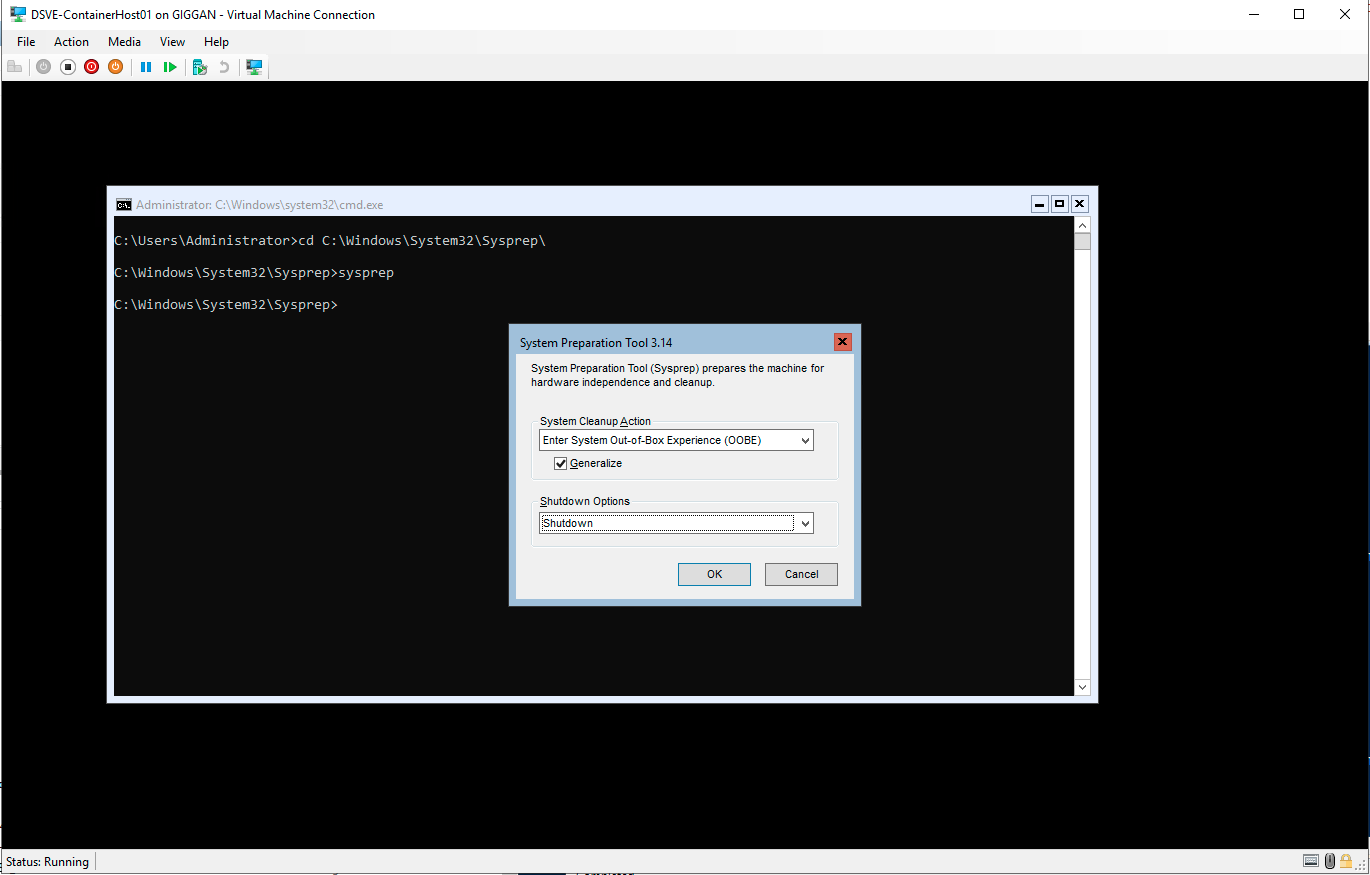 DSVE-ContainerHost01 on GIGGAN - Virtual Machine Connection
File Action Media View Help
Administrator: C:\Windows\system32\cmd.exe
C:\Users\Administrator>cd C:\Windows\System32\Sysprep\
C:\Windows\System32\Sysprep>sysprep
C:\Windows\System32\Sysprep>
System Preparation Tool 3.14
System Preparation Tool (Sysprep) prepares the machine for
hardware independence and cleanup.
System Cleanup Action
Enter System Out-of-Box Experience (OOBE)
Generalize
Shutdown Options
Shutdown
OK Cancel
Status: Running